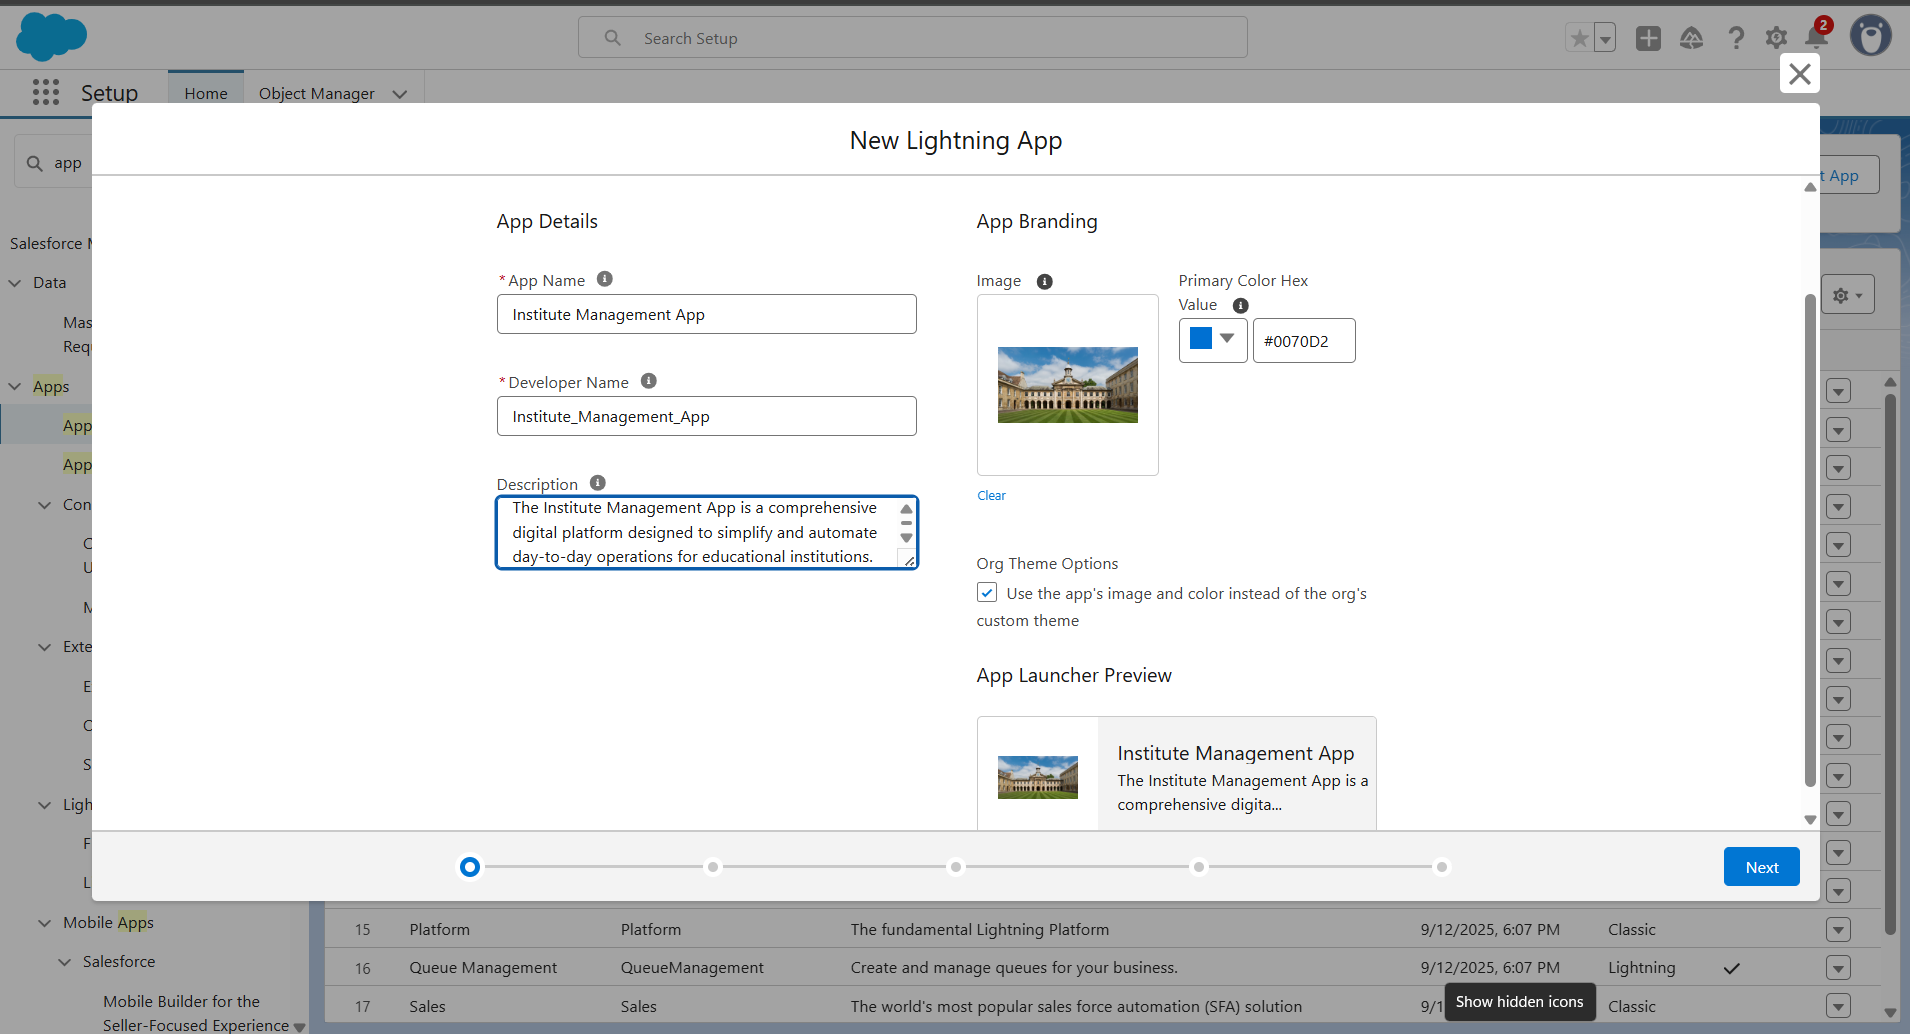 Search Setup
2
Setup
Home
Object Manager
New Lightning App
app
t App
Salesforce M
Data
Mas
Requ
Apps
App
App
Con
C
U
M
Exte
E
C
S
Ligh
F
L
Mobile Apps
Salesforce
Mobile Builder for the
Seller-Focused Experience
App Details
* App Name
Institute Management App
* Developer Name
Institute_Management_App
Description
The Institute Management App is a comprehensive
digital platform designed to simplify and automate
day-to-day operations for educational institutions.
App Branding
Image
Primary Color Hex
Value
#0070D2
Clear
Org Theme Options
Use the app's image and color instead of the org's
custom theme
App Launcher Preview
Institute Management App
The Institute Management App is a
comprehensive digita...
Next
15 Platform Platform The fundamental Lightning Platform 9/12/2025, 6:07 PM Classic
16 Queue Management QueueManagement Create and manage queues for your business. 9/12/2025, 6:07 PM Lightning
17 Sales Sales The world's most popular sales force automation (SFA) solution 9/1 Classic
Show hidden icons